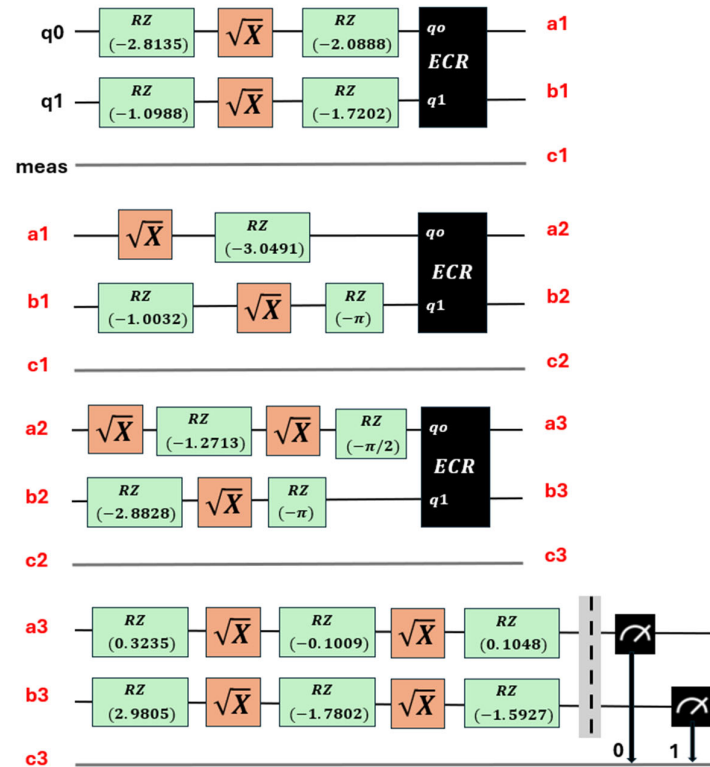 q0 RZ (−2.8135) √X RZ (−2.0888) qo ECR a1
q1 RZ (−1.0988) √X RZ (−1.7202) q1 b1
meas c1
a1 √X RZ (−3.0491) qo ECR a2
b1 RZ (−1.0032) √X RZ (−π) q1 b2
c1 c2
a2 √X RZ (−1.2713) √X RZ (−π/2) qo ECR a3
b2 RZ (−2.8828) √X RZ (−π) q1 b3
c2 c3
a3 RZ (0.3235) √X RZ (−0.1009) √X RZ (0.1048)
b3 RZ (2.9805) √X RZ (−1.7802) √X RZ (−1.5927)
c3 0 1